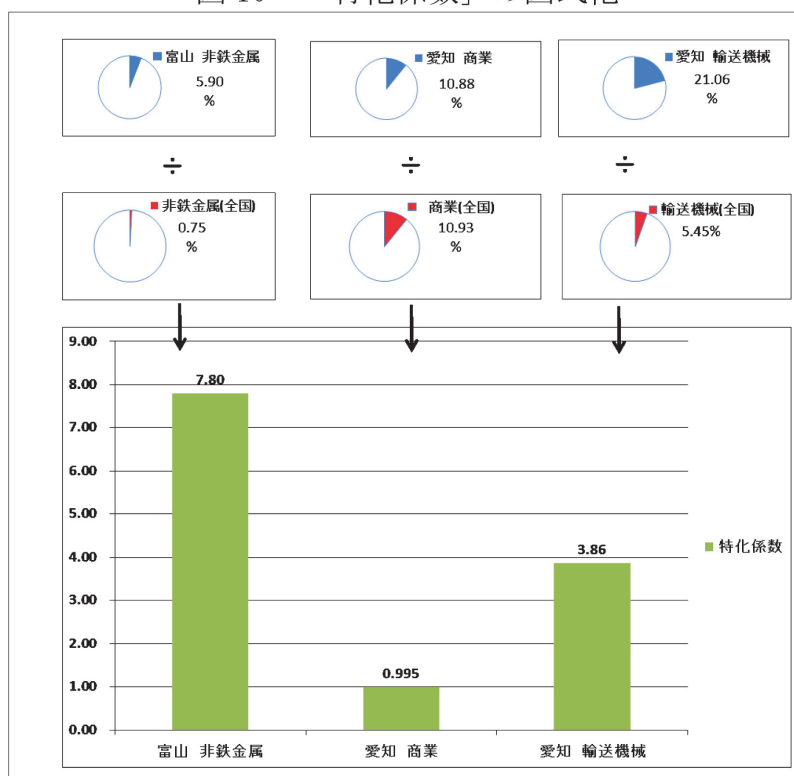 富山 非鉄金属
5.90
%
愛知 商業
10.88
%
愛知 輸送機械
21.06
%
÷
÷
÷
非鉄金属(全国)
0.75
%
商業(全国)
10.93
%
輸送機械(全国)
5.45%
9.00
8.00
7.00
6.00
5.00
4.00
3.00
2.00
1.00
0.00
7.80
0.995
3.86
特化係数
富山 非鉄金属
愛知 商業
愛知 輸送機械